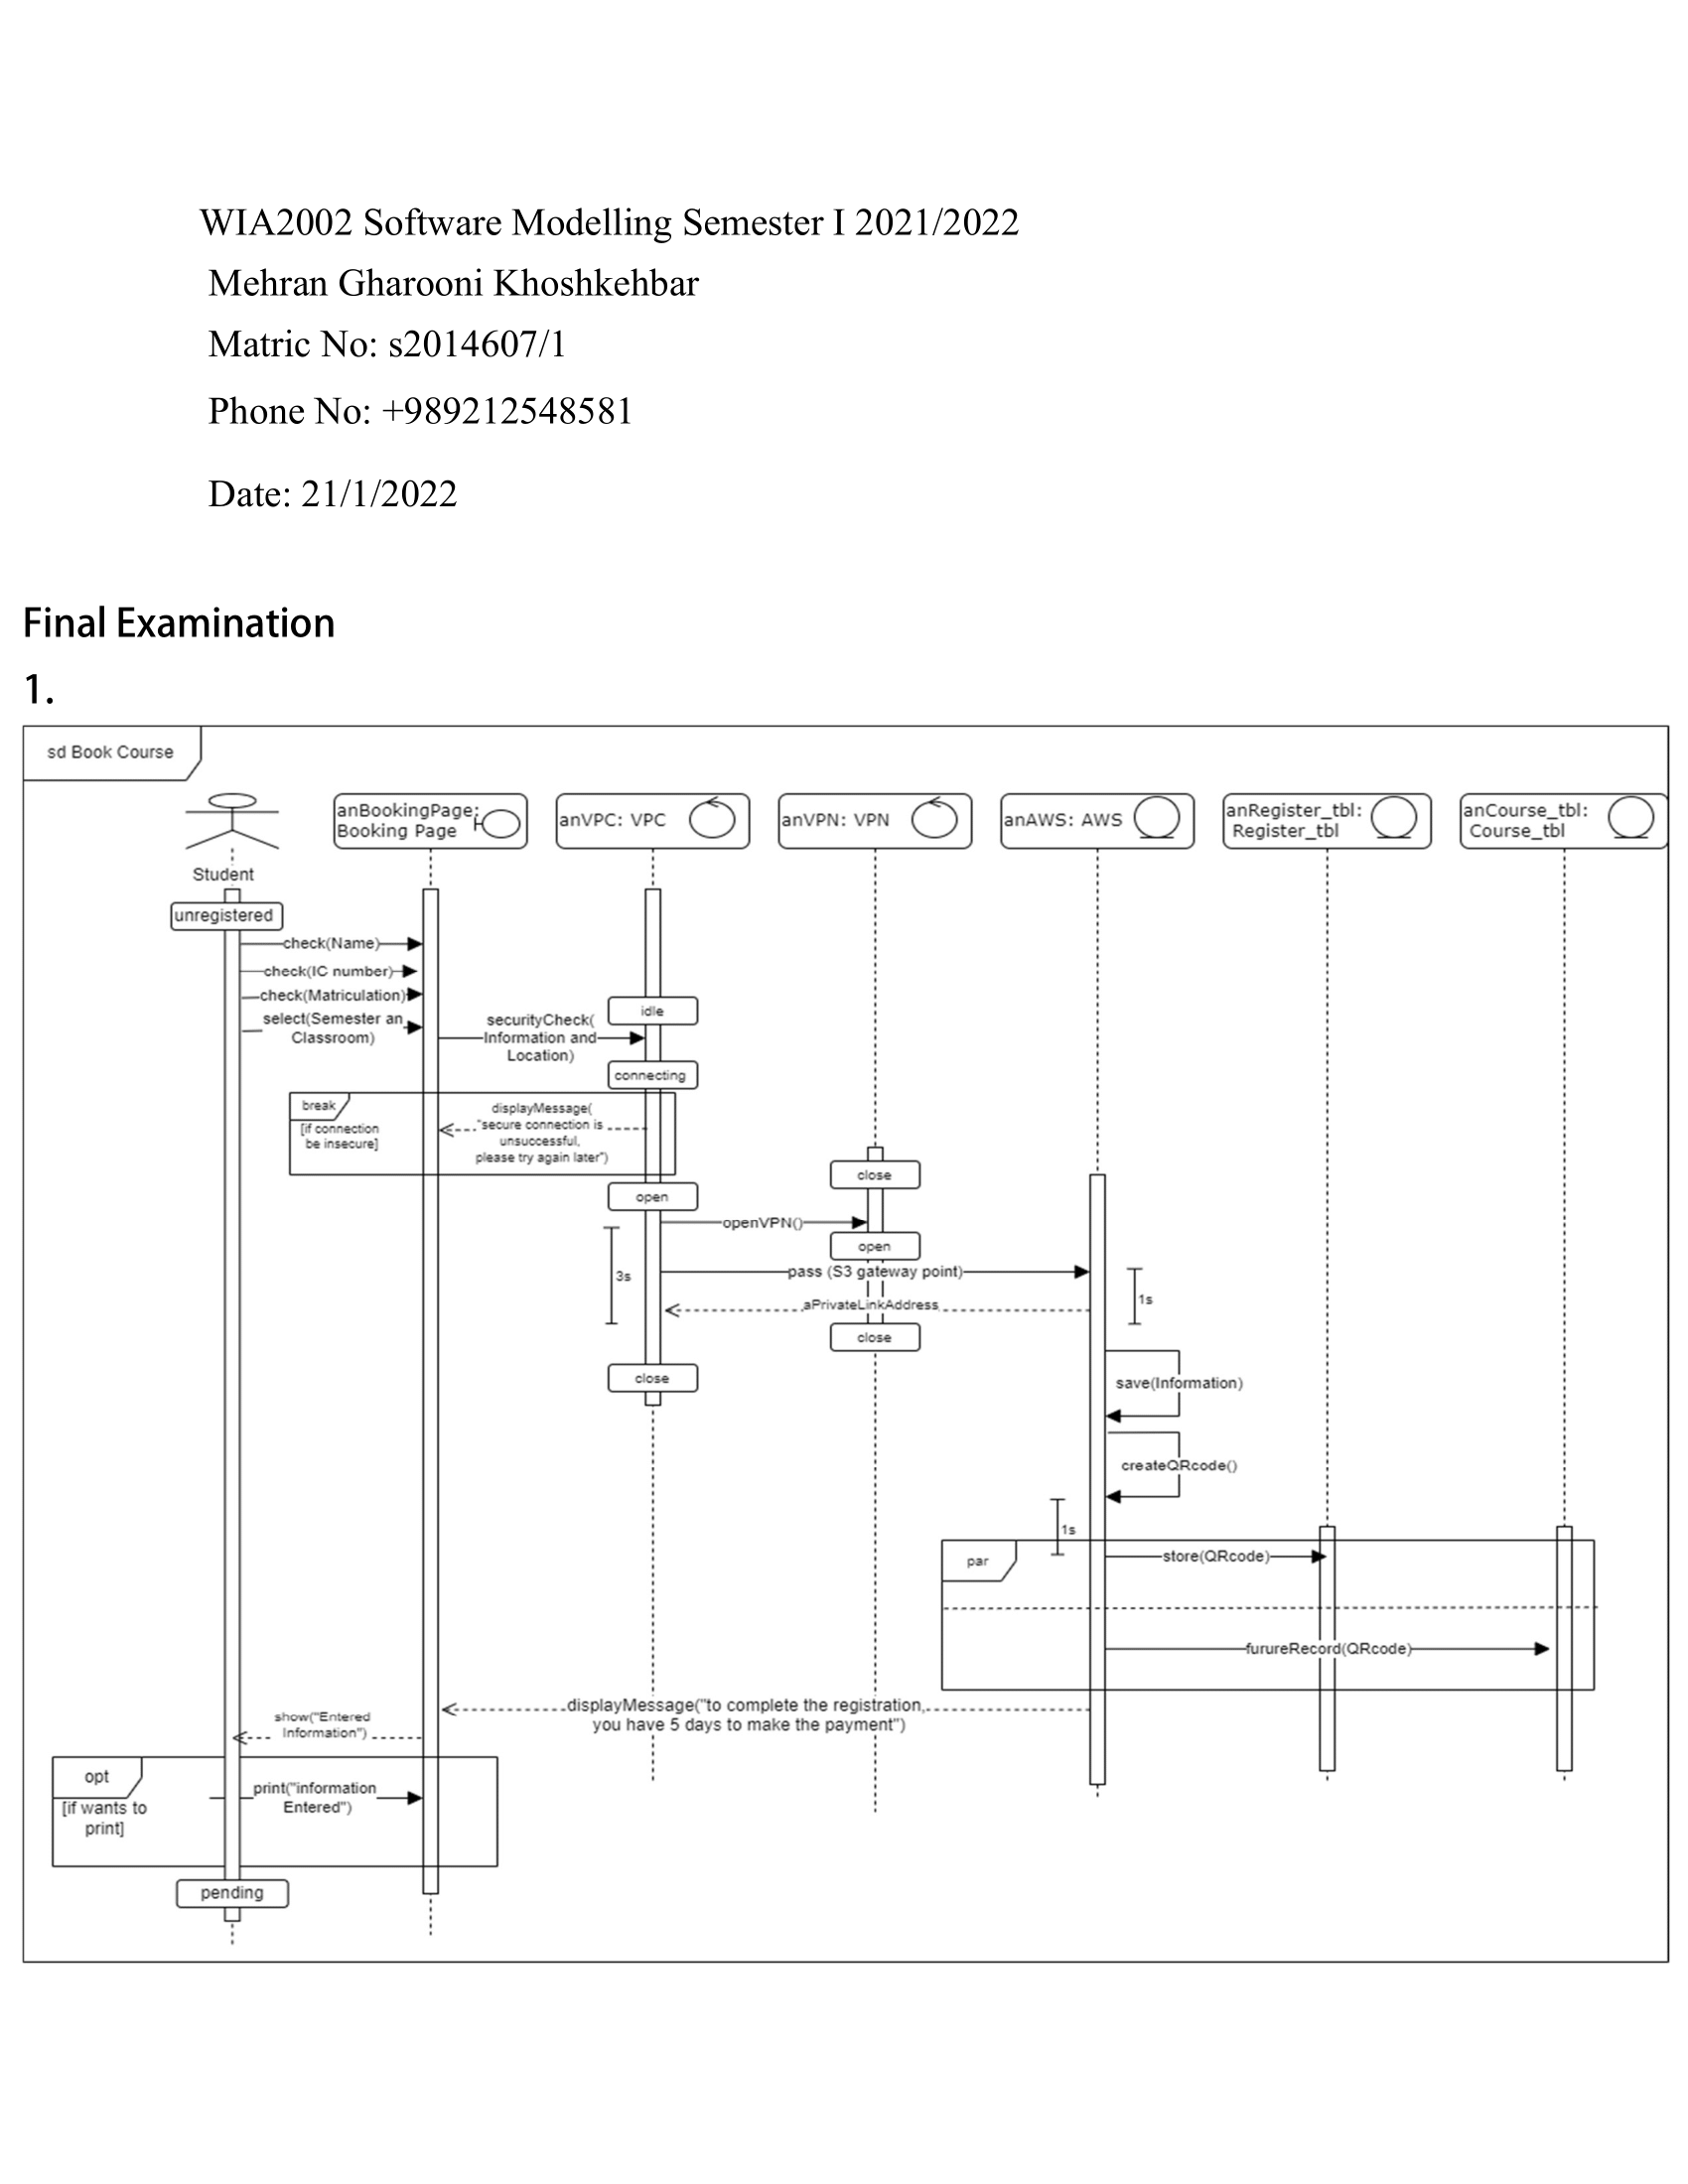 WIA2002 Software Modelling Semester I 2021/2022
Mehran Gharooni Khoshkehbar
Matric No: s2014607/1
Phone No: +989212548581
Date: 21/1/2022
Final Examination
1.
sd Book Course
anBookingPage:
Booking Page
anVPC: VPC
anVPN: VPN
anAWS: AWS
anRegister_tbl:
Register_tbl
anCourse_tbl:
Course_tbl
Student
unregistered
check(Name)
check(IC number)
check(Matriculation)
select(Semester an
Classroom)
idle
securityCheck(
Information and
Location)
connecting
break
[if connection
be insecure]
displayMessage(
"secure connection is
unsuccessful,
please try again later")
close
open
openVPN()
open
3s
pass (S3 gateway point)
1s
aPrivateLinkAddress
close
close
save(Information)
createQRcode()
1s
par
store(QRcode)
furureRecord(QRcode)
displayMessage("to complete the registration,
you have 5 days to make the payment")
show("Entered
Information")
opt
[if wants to
print]
print("information
Entered")
pending